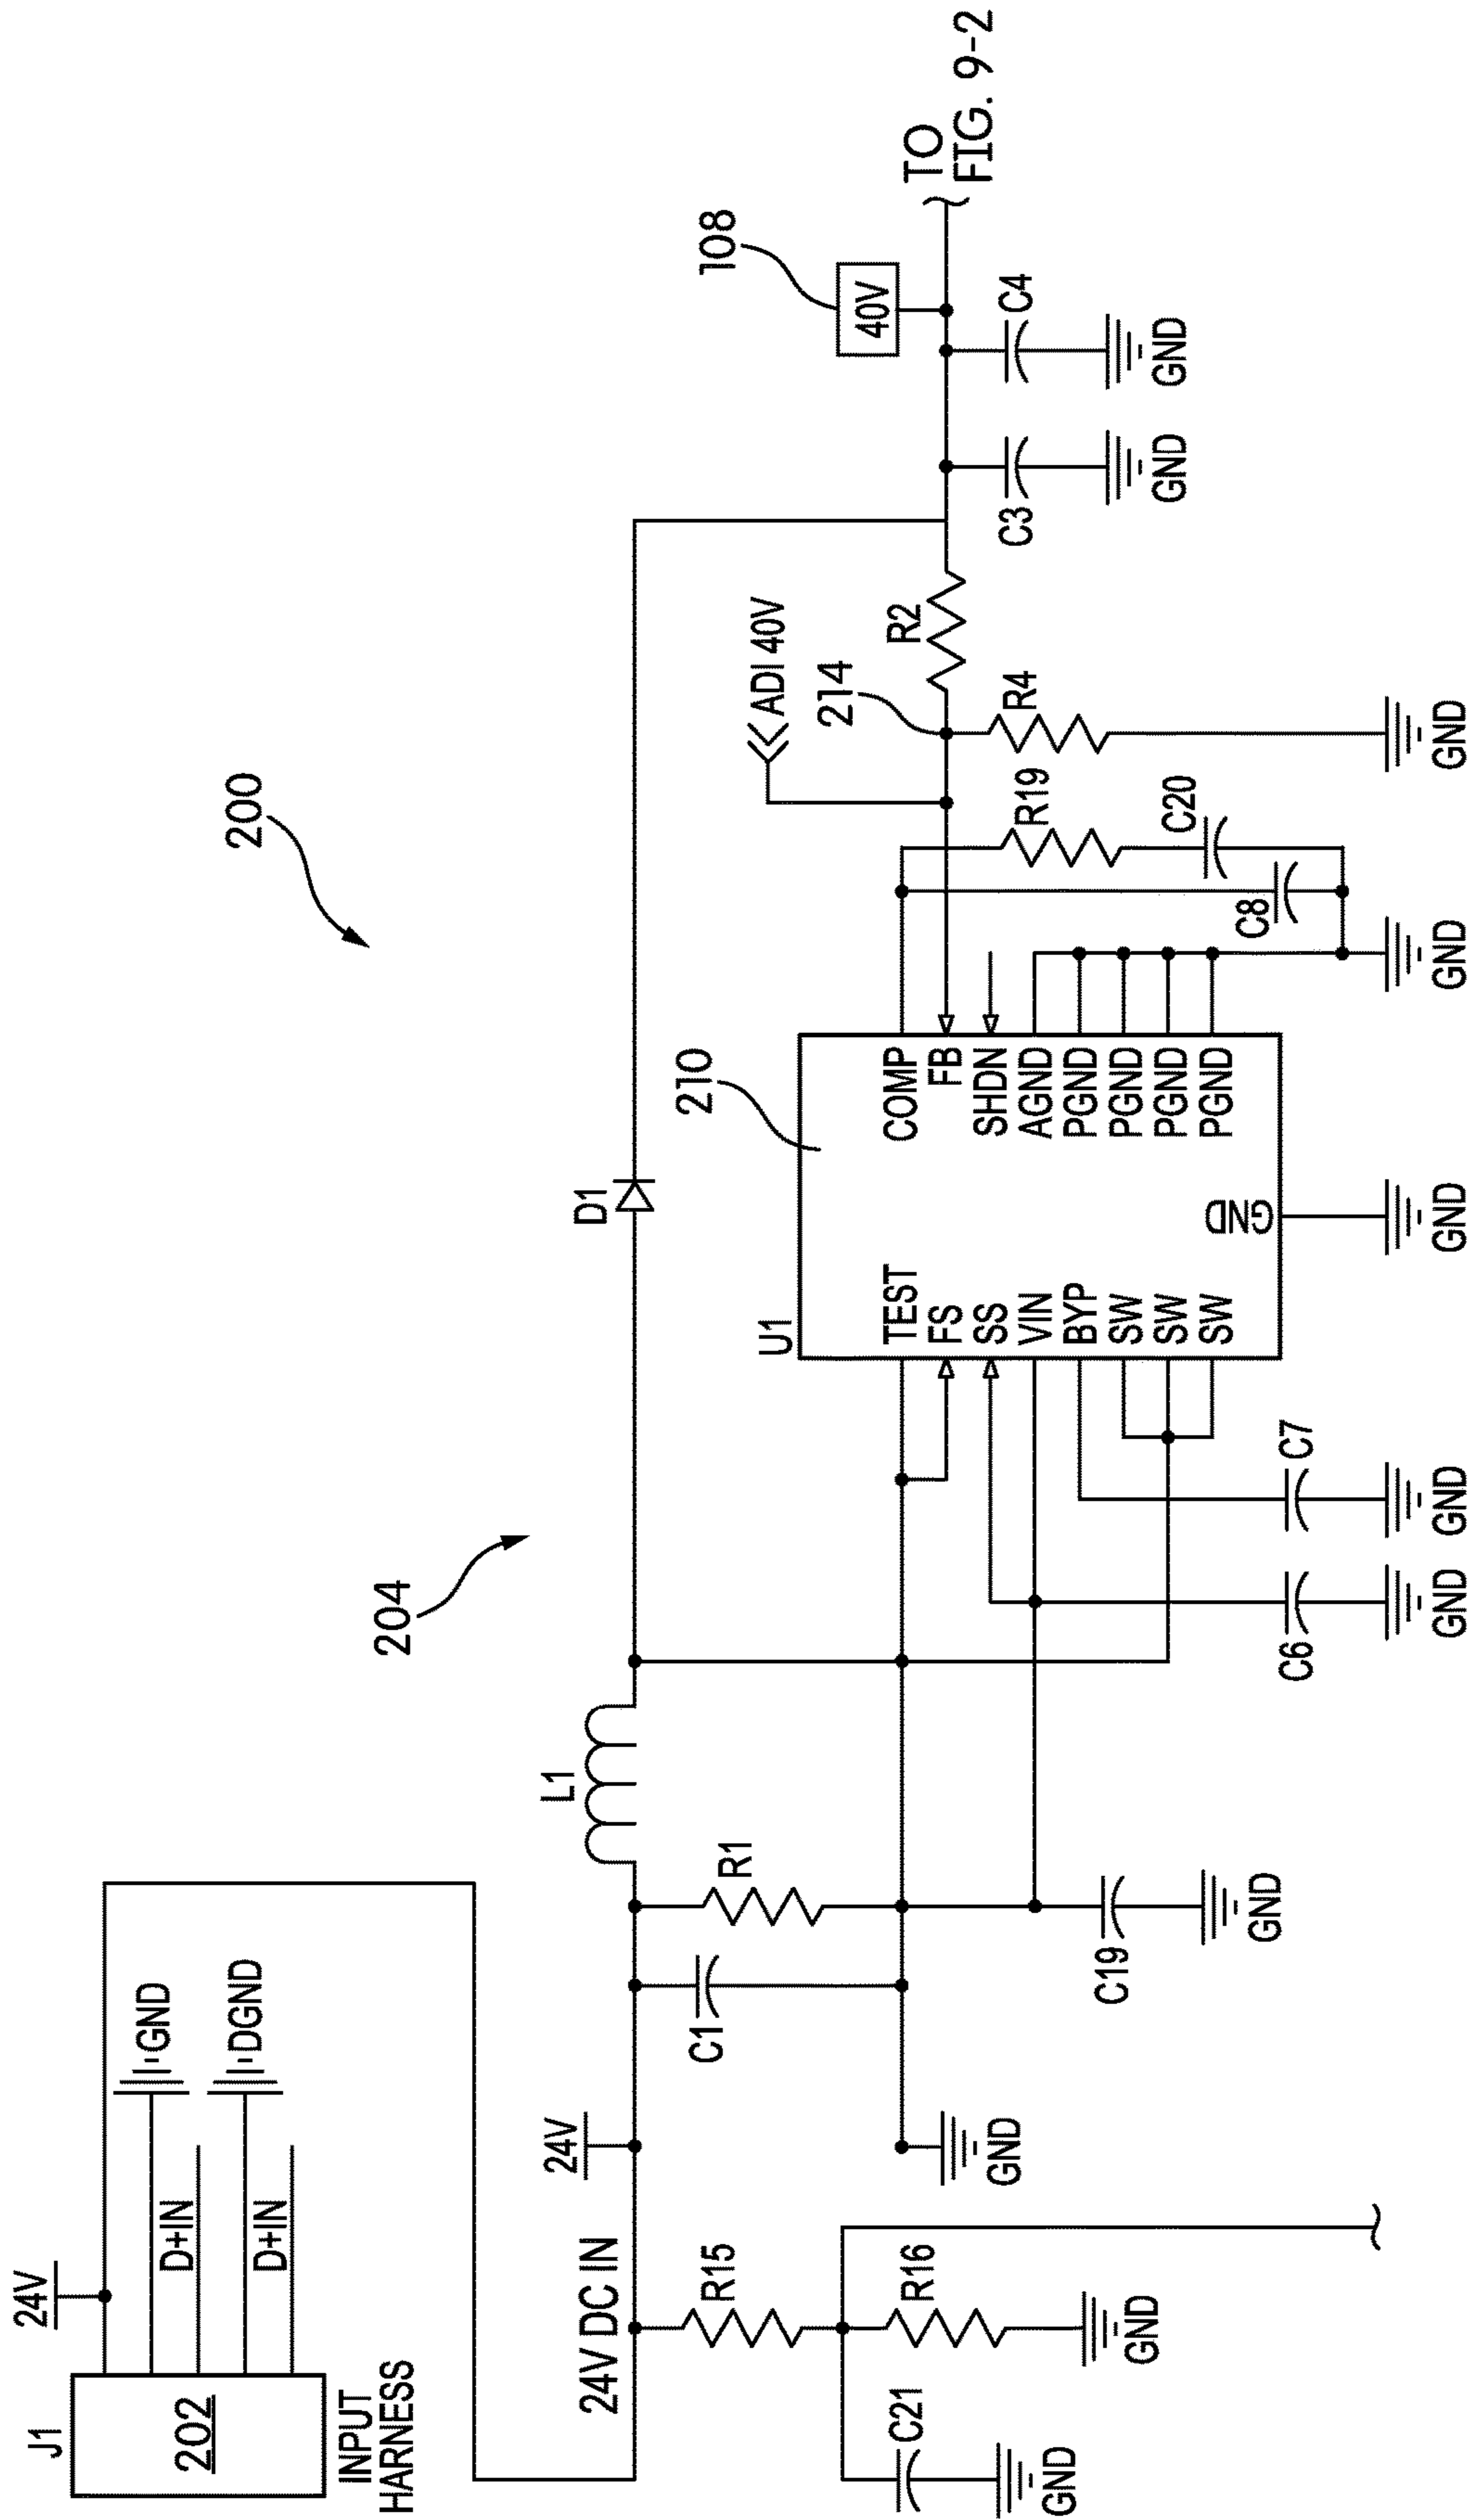 200
204
J1
202
INPUT
HARNESS
24V
GND
D+IN
DGND
D+IN
24V DC IN
24V
L1
D1
C1
R1
R15
R16
C21
GND
GND
GND
C19
GND
U1
210
TEST
FS
SS
VIN
BYP
SW
SW
SW
GND
COMP
FB
SHDN
AGND
PGND
PGND
PGND
PGND
C6
GND
C7
GND
GND
GND
C8
C20
R19
R4
GND
214
ADI 40V
R2
C3
GND
C4
GND
108
40V
TO
FIG. 9-2